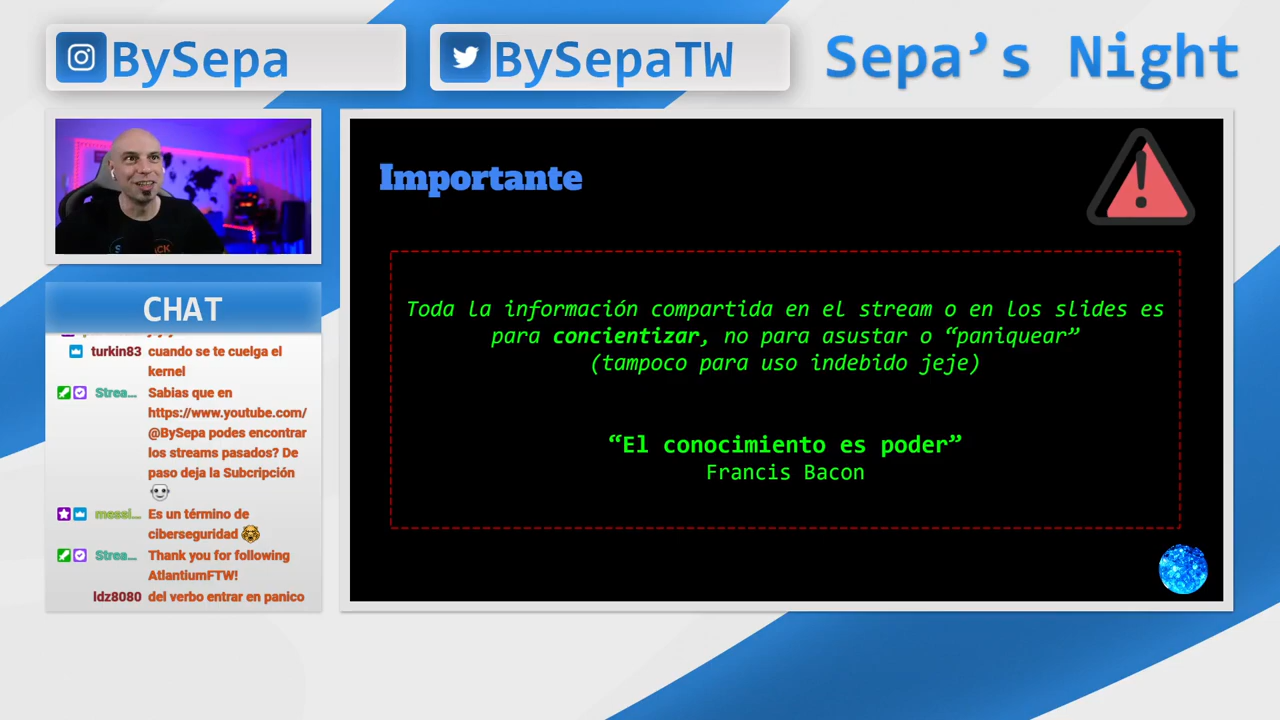 BySepa
BySepaTW
Sepa’s Night
Importante
Toda la información compartida en el stream o en los slides es
para concientizar, no para asustar o “paniquear”
(tampoco para uso indebido jeje)
“El conocimiento es poder”
Francis Bacon
CHAT
turkin83 cuando se te cuelga el
kernel
Strea... Sabias que en
https://www.youtube.com/
@BySepa podes encontrar
los streams pasados? De
paso deja la Subcripción
messi... Es un término de
ciberseguridad
Strea... Thank you for following
AtlantiumFTW!
ldz8080 del verbo entrar en panico